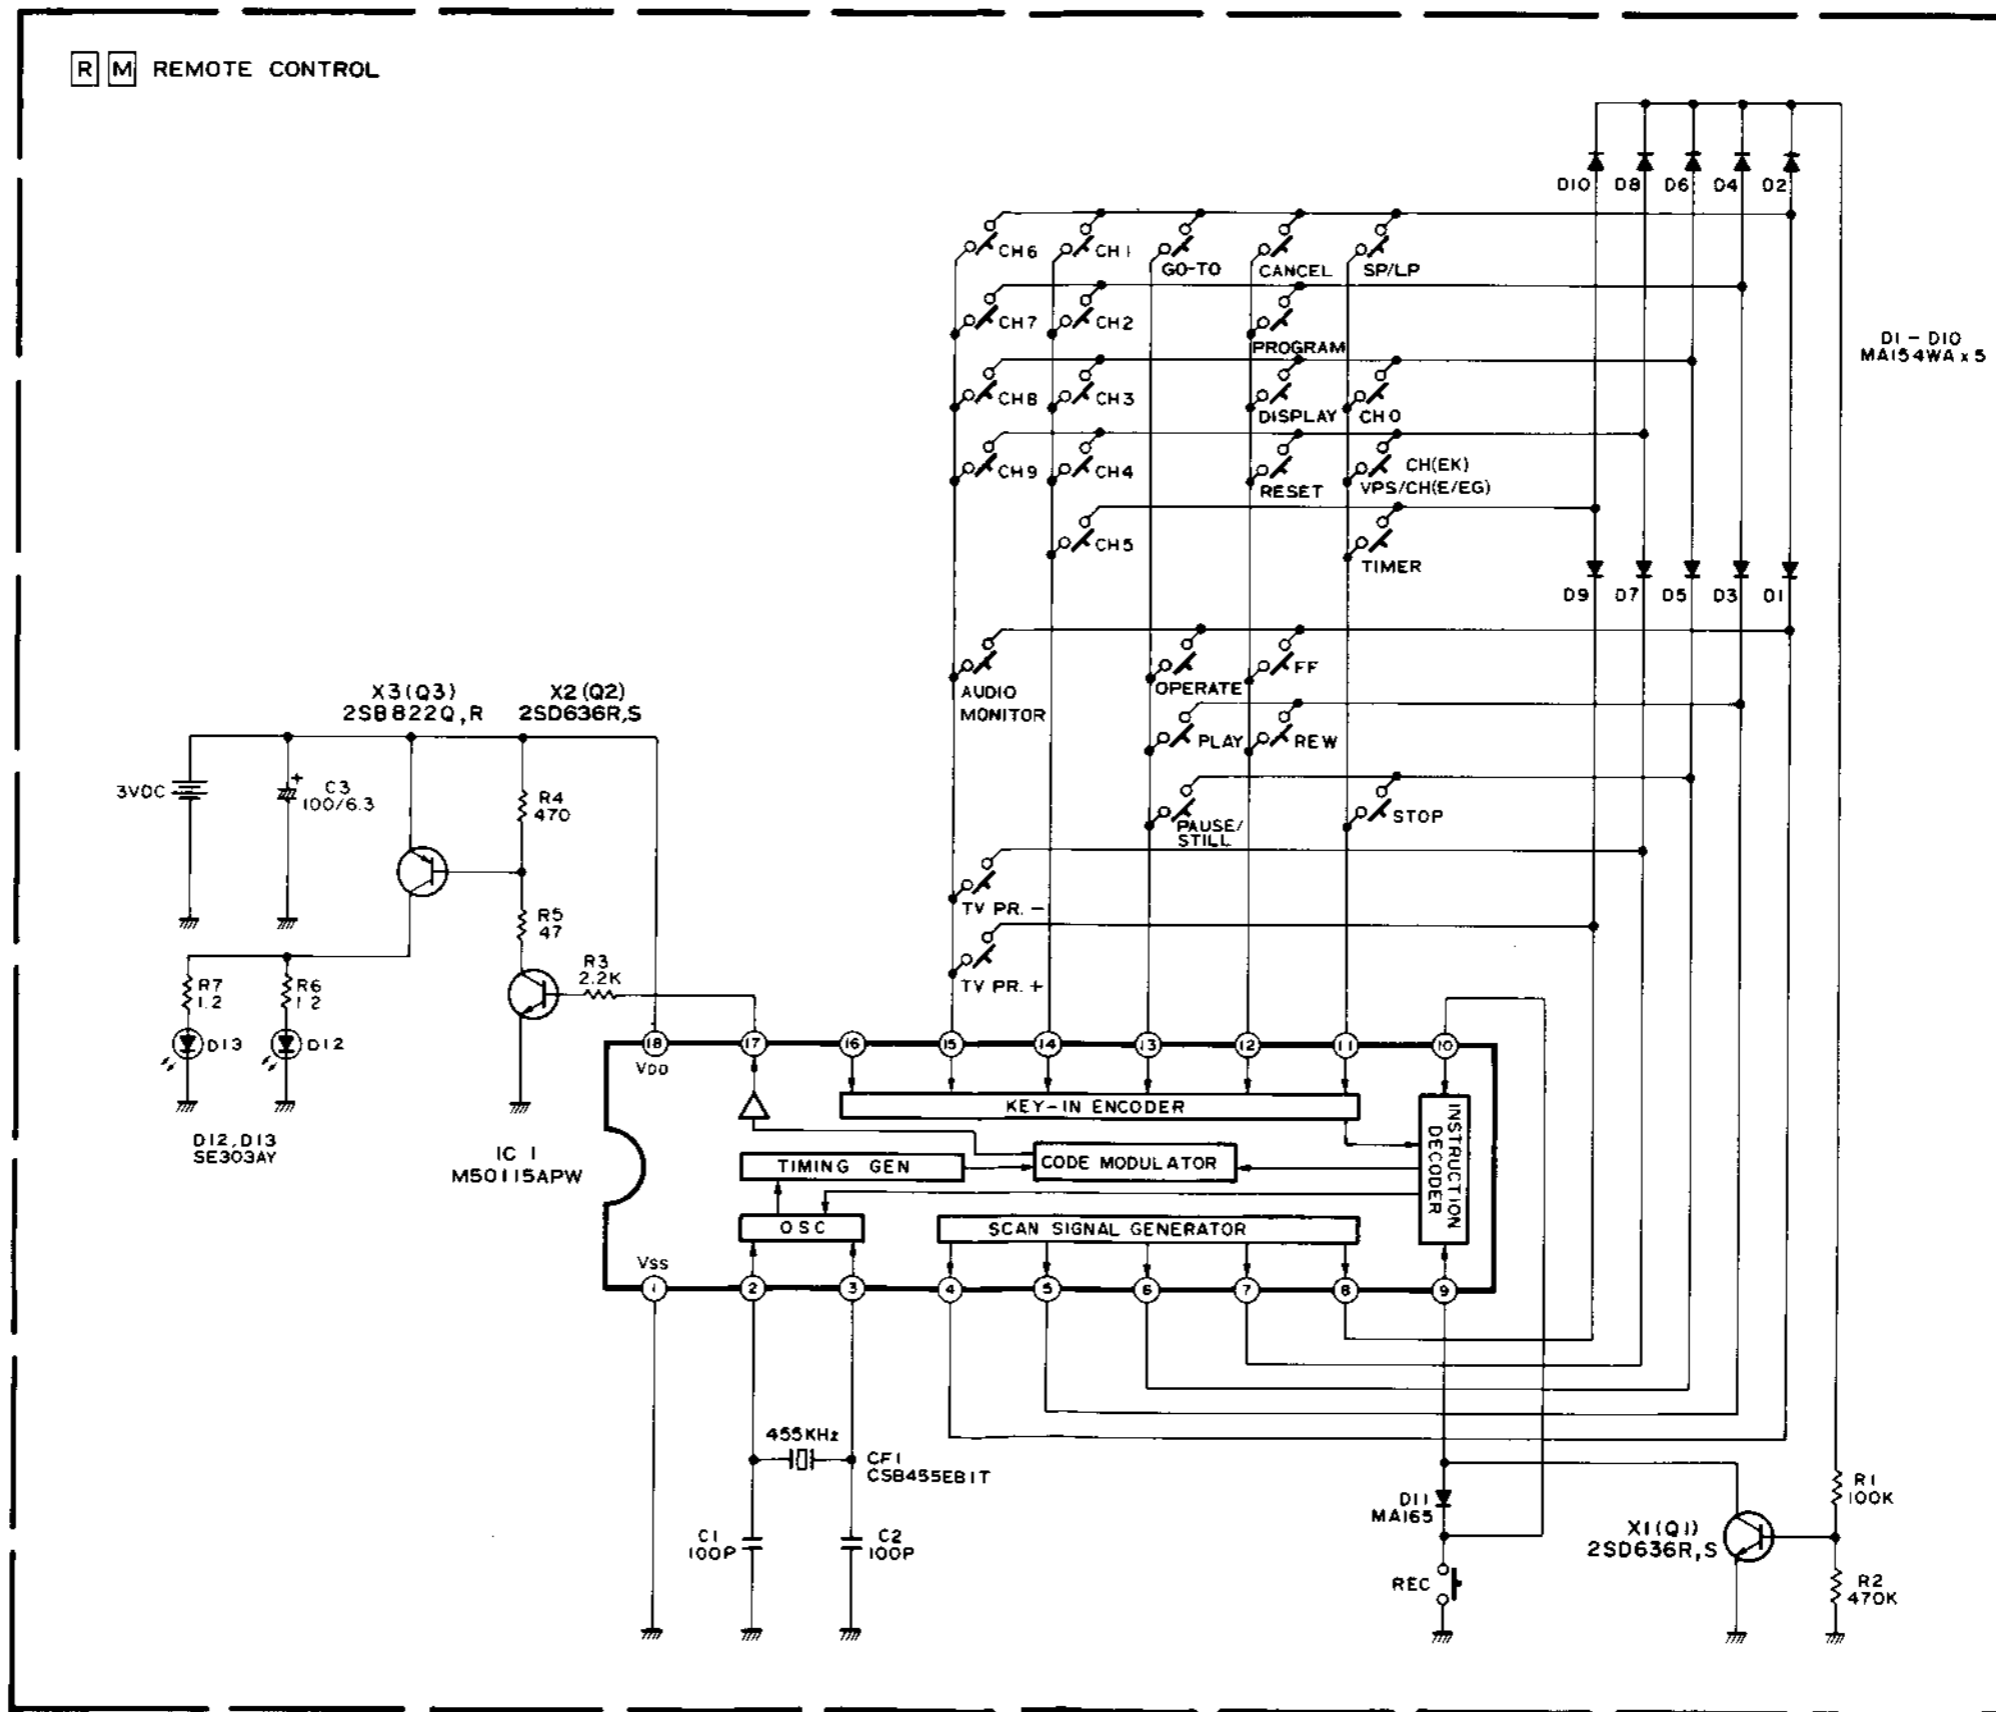 R M REMOTE CONTROL
D10 D8 D6 D4 D2
CH6 CH1 GO-TO CANCEL SP/LP
CH7 CH2 PROGRAM
D1 - D10
MA154WA x 5
CH8 CH3 DISPLAY CH0
CH9 CH4 RESET
CH(EK)
VPS/CH(E/EG)
CH5 TIMER
D9 D7 D5 D3 D1
AUDIO
MONITOR
OPERATE FF
PLAY REW
PAUSE/
STILL
STOP
TV PR. -
TV PR. +
X3(Q3)
2SB822Q,R
X2(Q2)
2SD636R,S
3VDC
C3
100/6.3
R4
470
R5
47
R3
2.2K
R7
1.2
R6
1.2
D13 D12
D12,D13
SE303AY
IC 1
M50115APW
18 17 16 15 14 13 12 11 10
VDD
KEY-IN ENCODER
INSTRUCTION
DECODER
TIMING GEN
CODE MODULATOR
OSC
SCAN SIGNAL GENERATOR
VSS
1 2 3 4 5 6 7 8 9
455KHz
CF1
CSB455EB1T
C1
100P
C2
100P
D11
MA165
REC
X1(Q1)
2SD636R,S
R1
100K
R2
470K